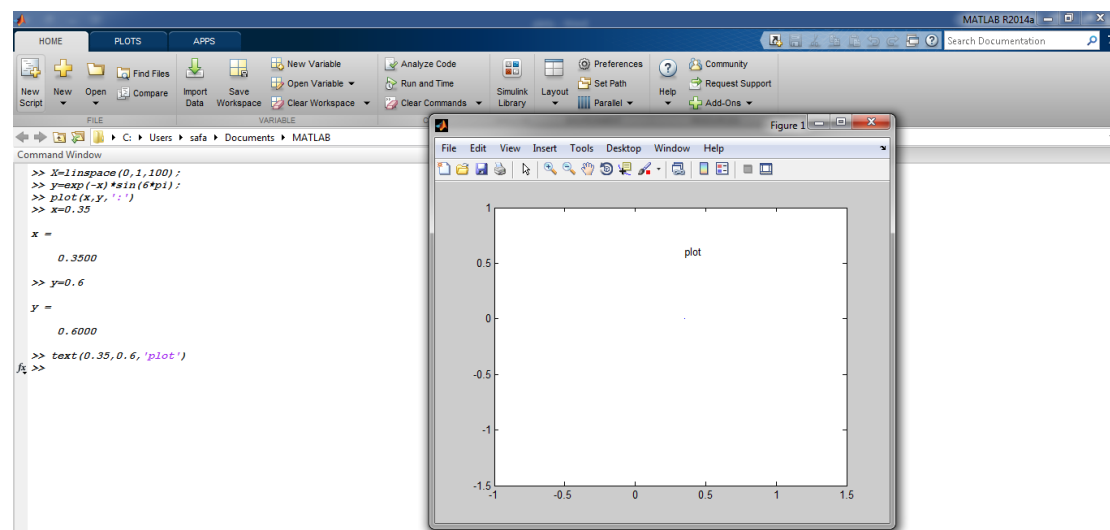 MATLAB R2014a
HOME PLOTS APPS
Search Documentation
New Script
New
Open
Find Files
Compare
Import Data
Save Workspace
New Variable
Open Variable
Clear Workspace
Analyze Code
Run and Time
Clear Commands
Simulink Library
Layout
Preferences
Set Path
Parallel
Help
Community
Request Support
Add-Ons
FILE
VARIABLE
C: Users safa Documents MATLAB
Command Window
>> X=linspace(0,1,100);
>> y=exp(-x)*sin(6*pi);
>> plot(x,y,':')
>> x=0.35
x =
0.3500
>> y=0.6
y =
0.6000
>> text(0.35,0.6,'plot')
fx >>
Figure 1
File Edit View Insert Tools Desktop Window Help
1
plot
0.5
0
-0.5
-1
-1.5
-1 -0.5 0 0.5 1 1.5